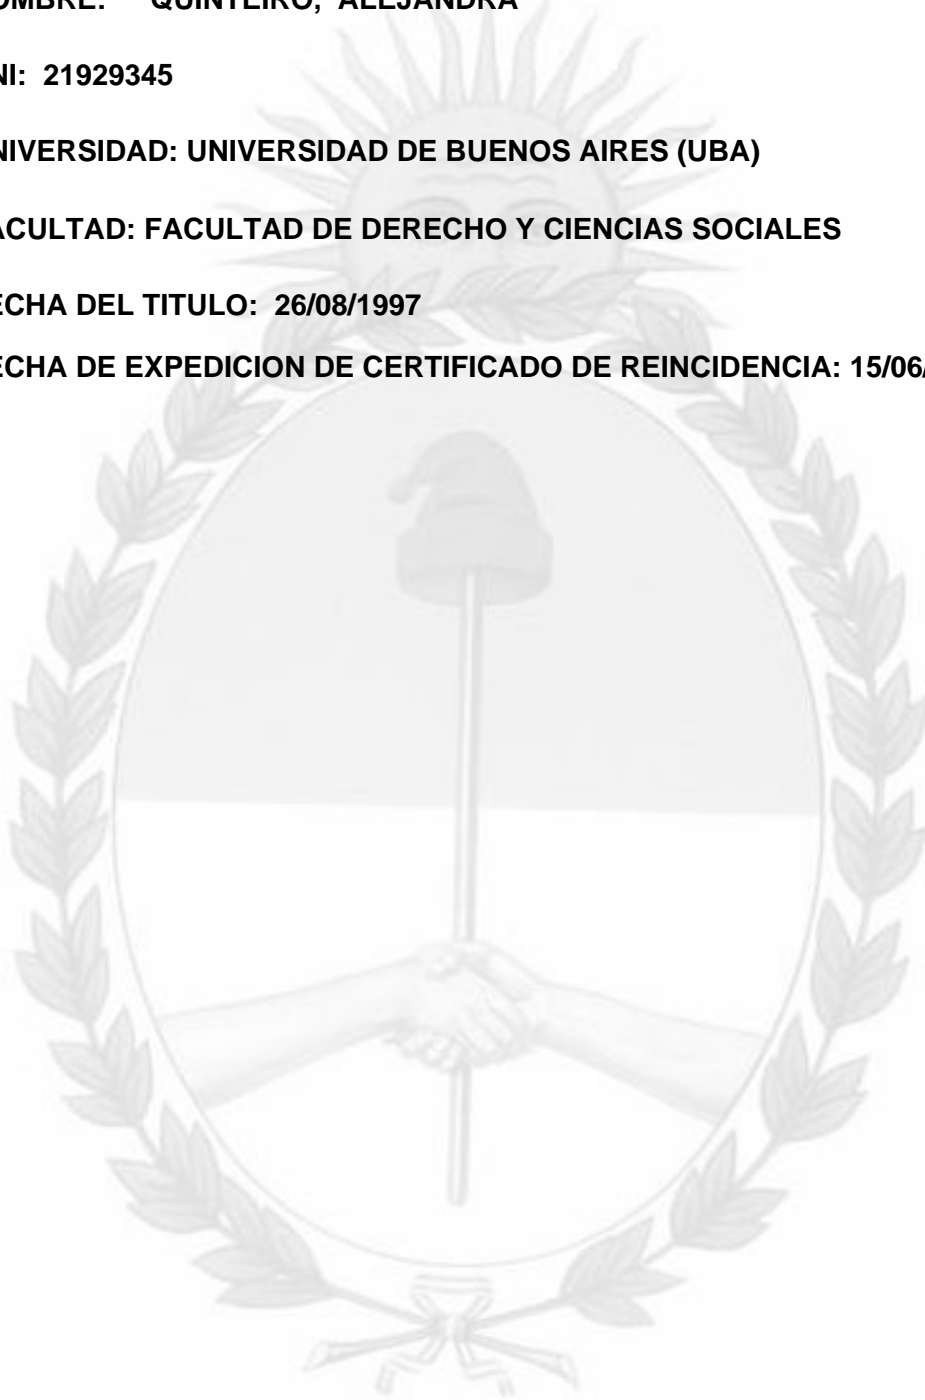 OMBRE: QUINTEIRO, ALEJANDRA
NI: 21929345
NIVERSIDAD: UNIVERSIDAD DE BUENOS AIRES (UBA)
ACULTAD: FACULTAD DE DERECHO Y CIENCIAS SOCIALES
ECHA DEL TITULO: 26/08/1997
ECHA DE EXPEDICION DE CERTIFICADO DE REINCIDENCIA: 15/06/